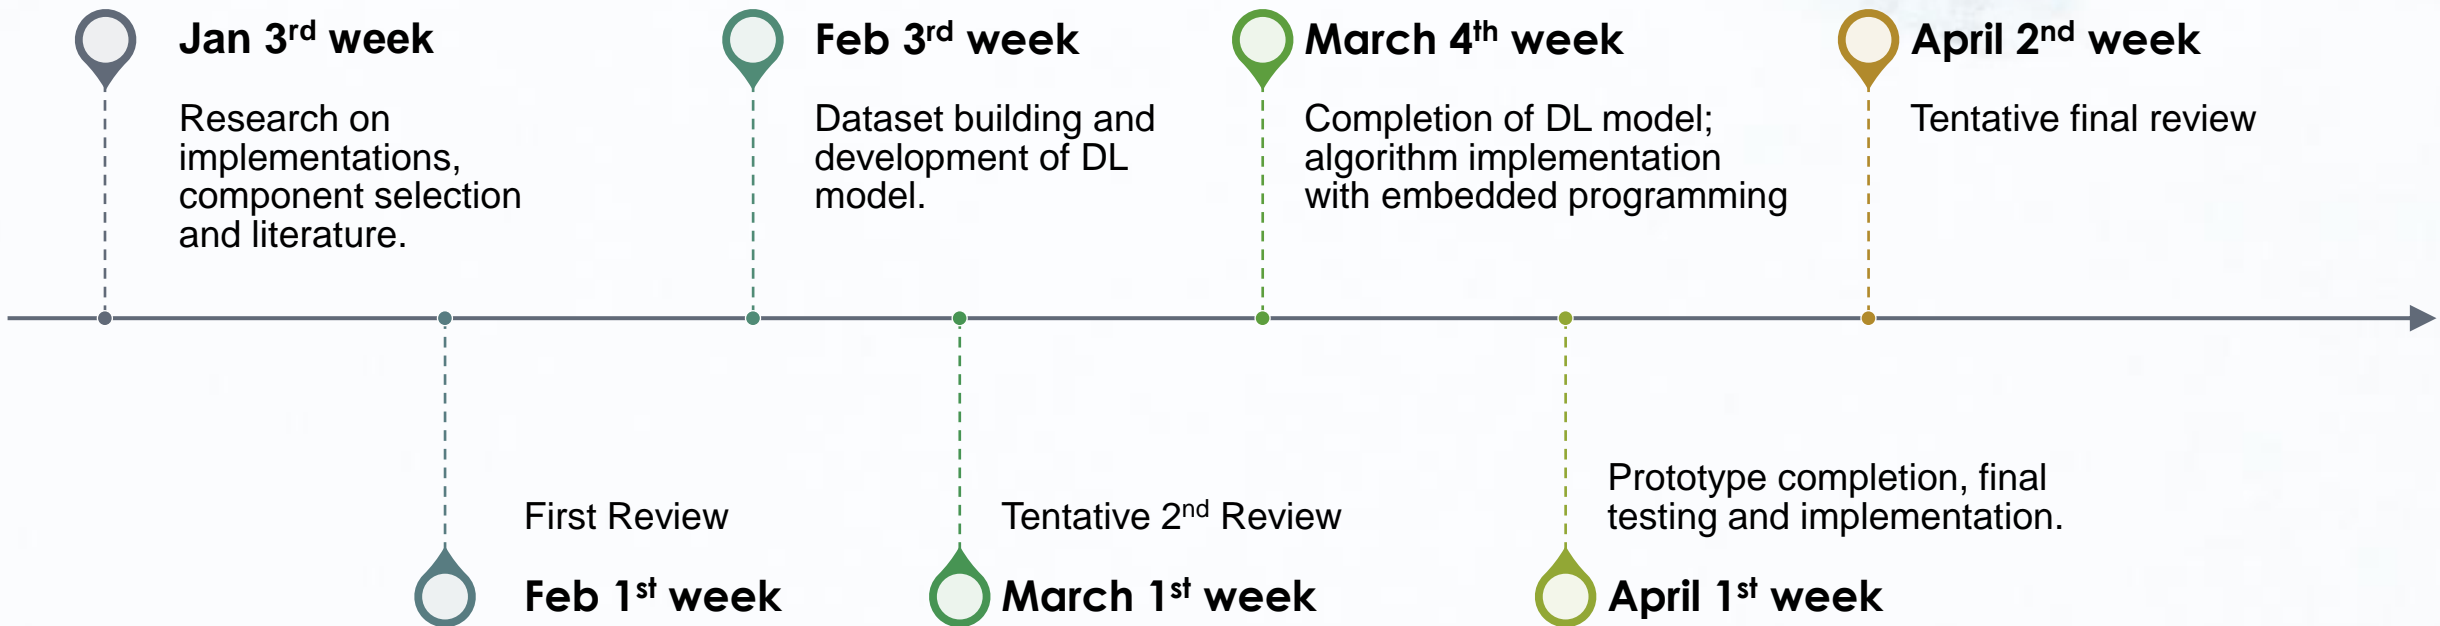 Jan 3rd week
Research on
implementations,
component selection
and literature.
First Review
Feb 1st week
Feb 3rd week
Dataset building and
development of DL
model.
Tentative 2nd Review
March 1st week
March 4th week
Completion of DL model;
algorithm implementation
with embedded programming
Prototype completion, final
testing and implementation.
April 1st week
April 2nd week
Tentative final review